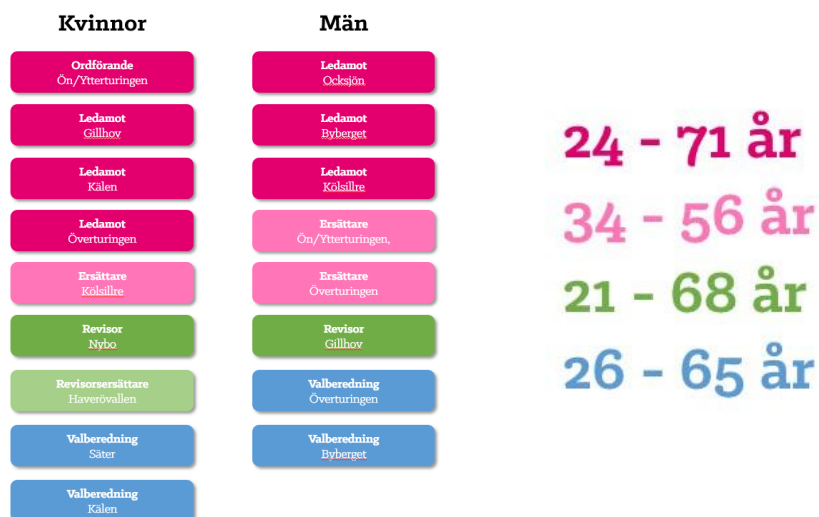 Kvinnor
Ordförande
Ön/Ytterturingen
Ledamot
Gillhov
Ledamot
Kälen
Ledamot
Överturingen
Ersättare
Kölsillre
Revisor
Nybo
Revisorsersättare
Haverövallen
Valberedning
Säter
Valberedning
Kälen
Män
Ledamot
Ocksjön
Ledamot
Byberget
Ledamot
Kölsillre
Ersättare
Ön/Ytterturingen,
Ersättare
Överturingen
Revisor
Gillhov
Valberedning
Överturingen
Valberedning
Byberget
24 - 71 år
34 - 56 år
21 - 68 år
26 - 65 år